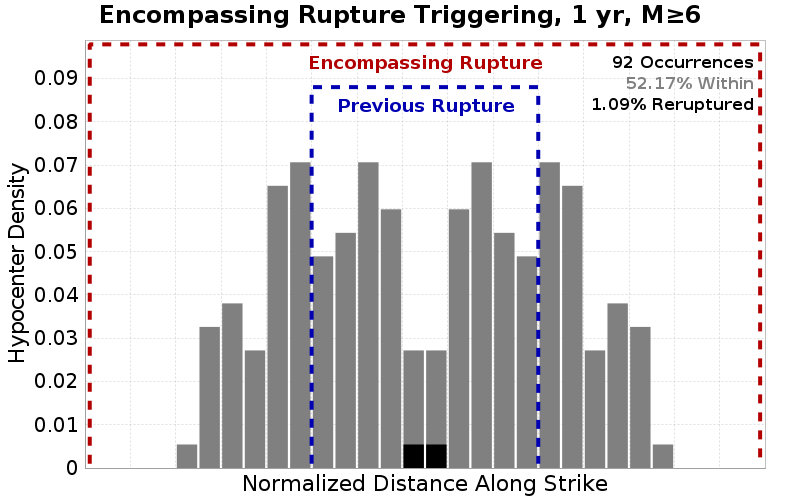 Encompassing Rupture Triggering, 1 yr, M≥6
Encompassing Rupture
92 Occurrences
52.17% Within
Previous Rupture
1.09% Reruptured
Hypocenter Density
0.09
0.08
0.07
0.06
0.05
0.04
0.03
0.02
0.01
0
Normalized Distance Along Strike